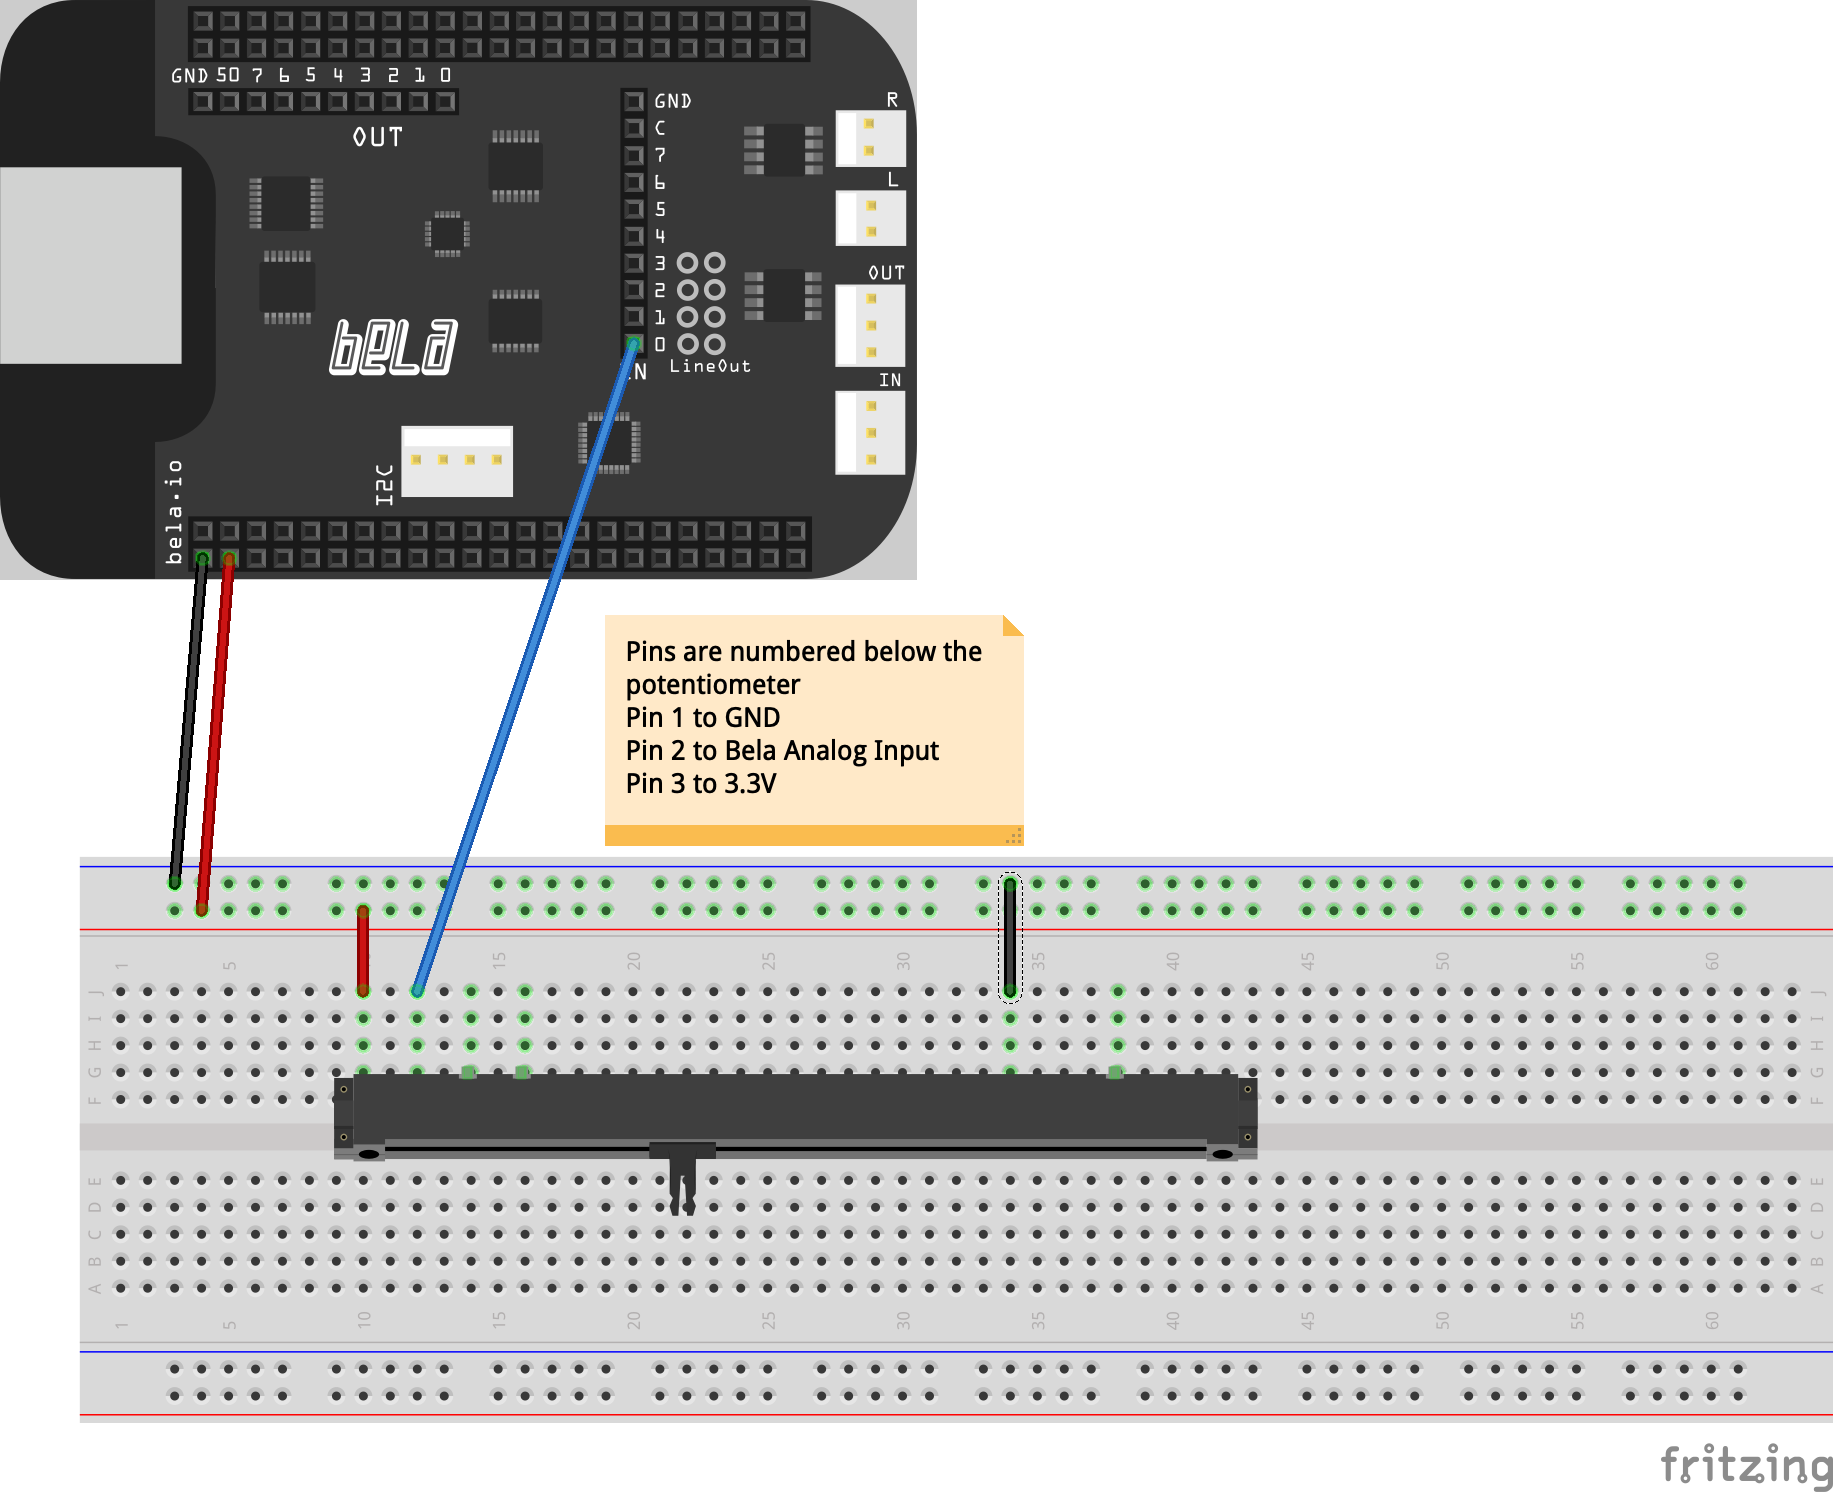 GND 50 7 6 5 4 3 2 1 0
OUT
GND
C
7
6
5
4
3
2
1
0
LineOut
R
L
OUT
IN
BELA
I2C
bela.io
Pins are numbered below the
potentiometer
Pin 1 to GND
Pin 2 to Bela Analog Input
Pin 3 to 3.3V
1 5 15 20 25 30 35 40 45 50 55 60
J J
I I
H H
G G
F F
E E
D D
C C
B B
A A
1 5 10 15 20 25 30 35 40 45 50 55 60
fritzing